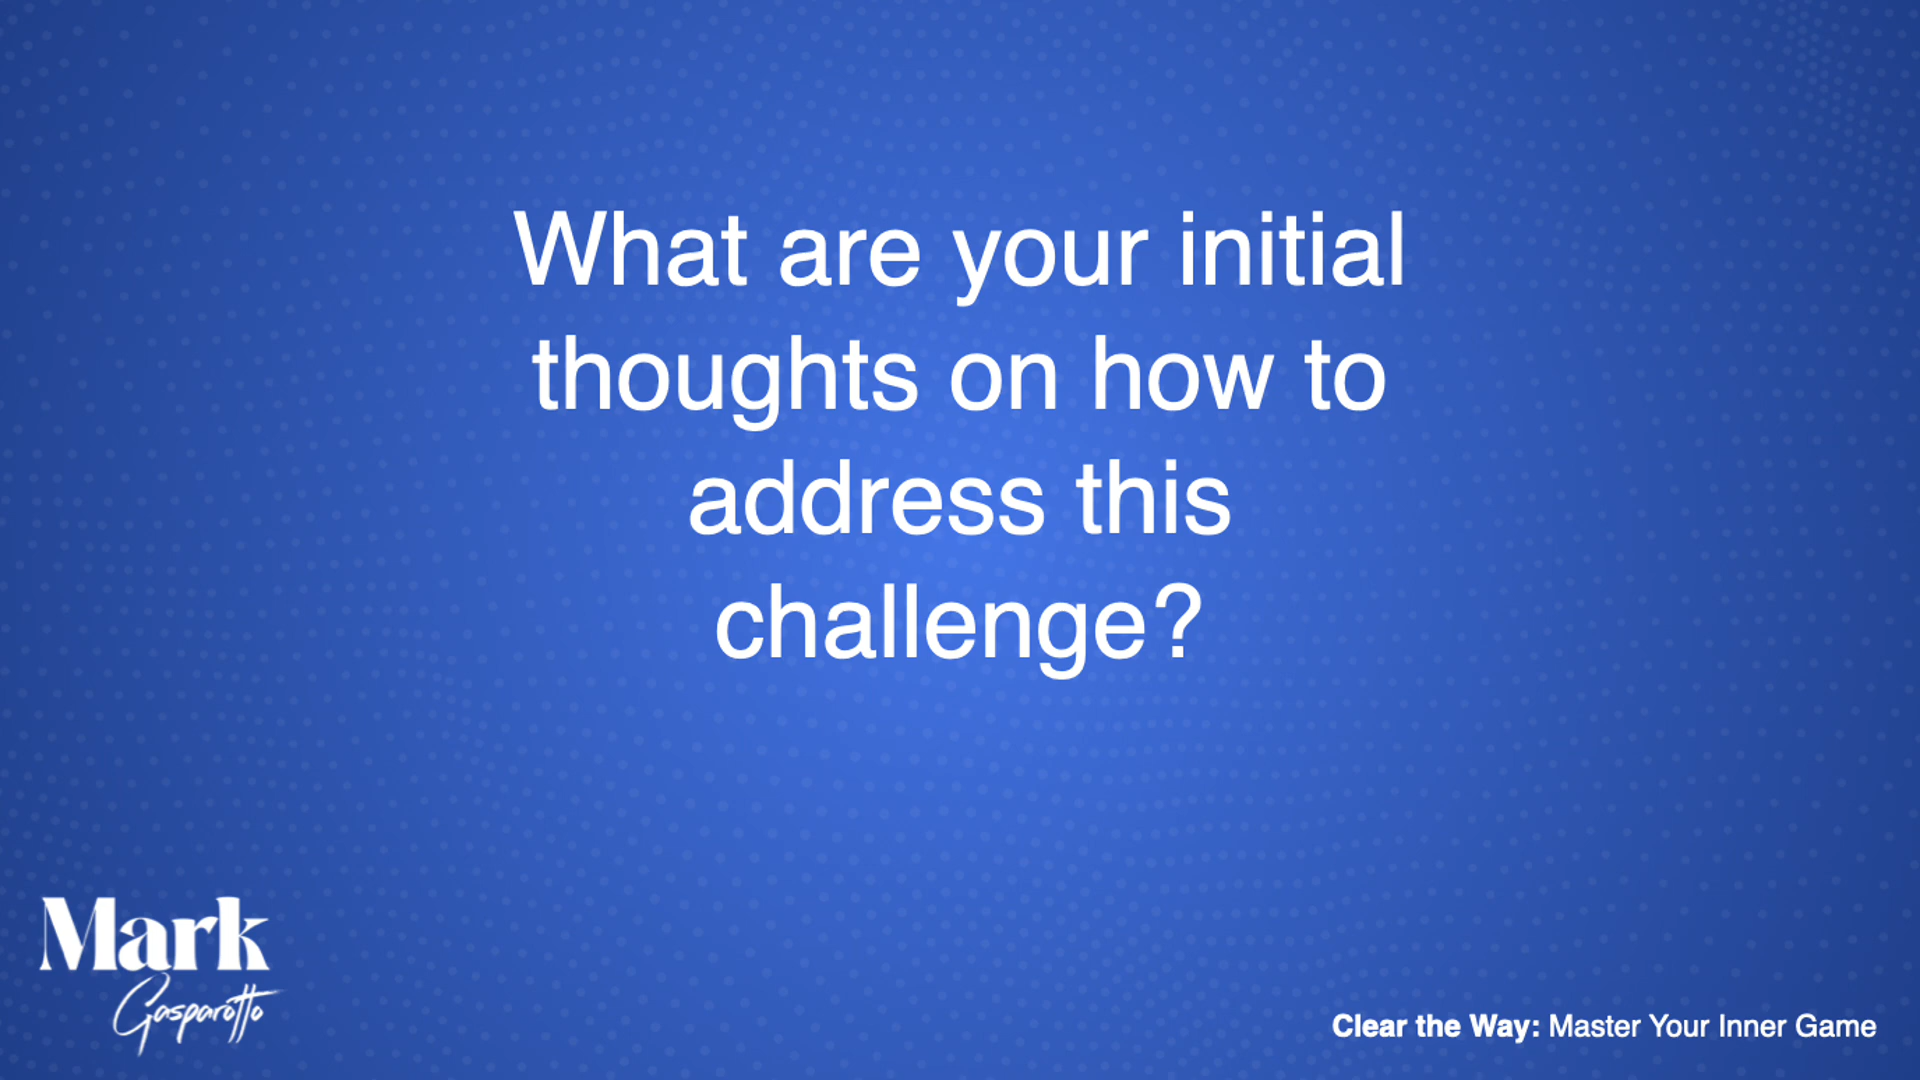 What are your initial
thoughts on how to
address this
challenge?
Mark
Gasparotto
Clear the Way: Master Your Inner Game